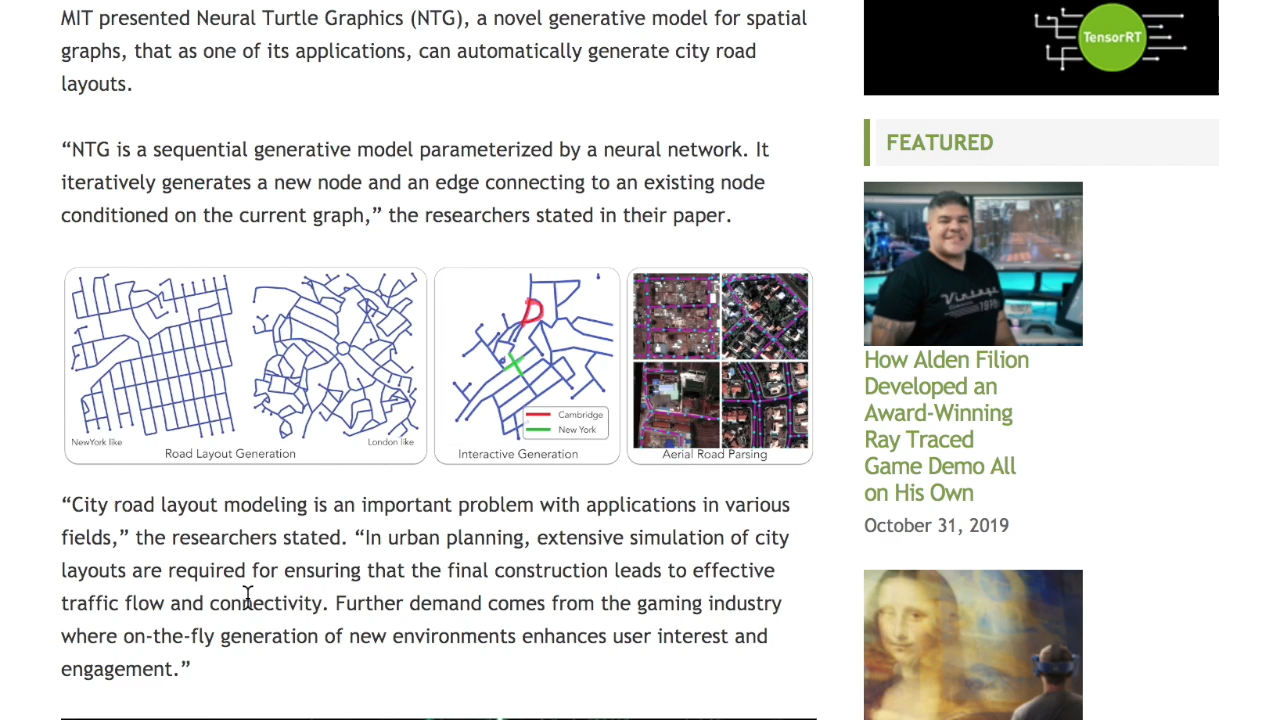 MIT presented Neural Turtle Graphics (NTG), a novel generative model for spatial
graphs, that as one of its applications, can automatically generate city road
layouts.
“NTG is a sequential generative model parameterized by a neural network. It
iteratively generates a new node and an edge connecting to an existing node
conditioned on the current graph,” the researchers stated in their paper.
NewYork like
London like
Road Layout Generation
D
Cambridge
New York
Interactive Generation
Aerial Road Parsing
“City road layout modeling is an important problem with applications in various
fields,” the researchers stated. “In urban planning, extensive simulation of city
layouts are required for ensuring that the final construction leads to effective
traffic flow and connectivity. Further demand comes from the gaming industry
where on-the-fly generation of new environments enhances user interest and
engagement.”
TensorRT
FEATURED
Vintage
How Alden Filion
Developed an
Award-Winning
Ray Traced
Game Demo All
on His Own
October 31, 2019